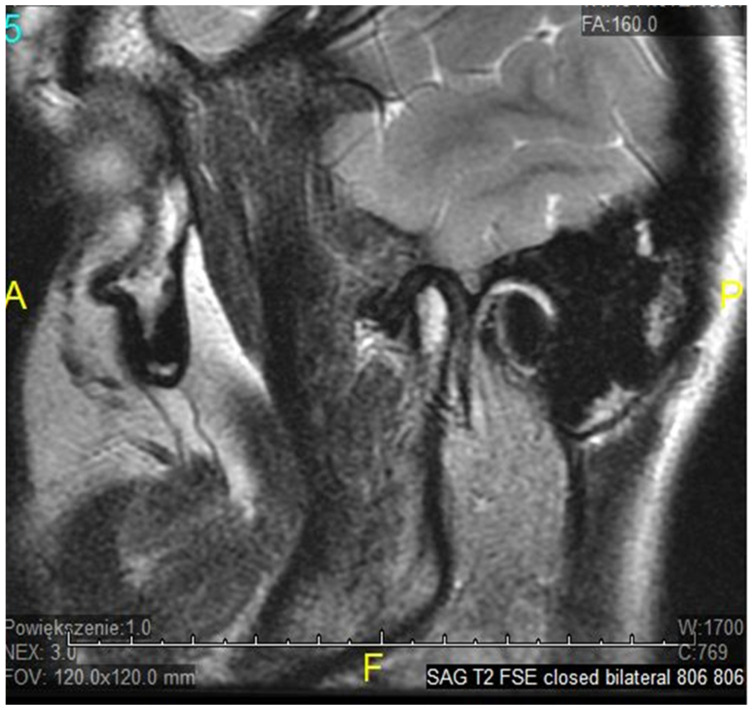 5
FA:160.0
A
P
Powiększenie:1.0
NEX: 3.0
FOV: 120.0x120.0 mm
F
W:1700
C:769
SAG T2 FSE closed bilateral 806 806